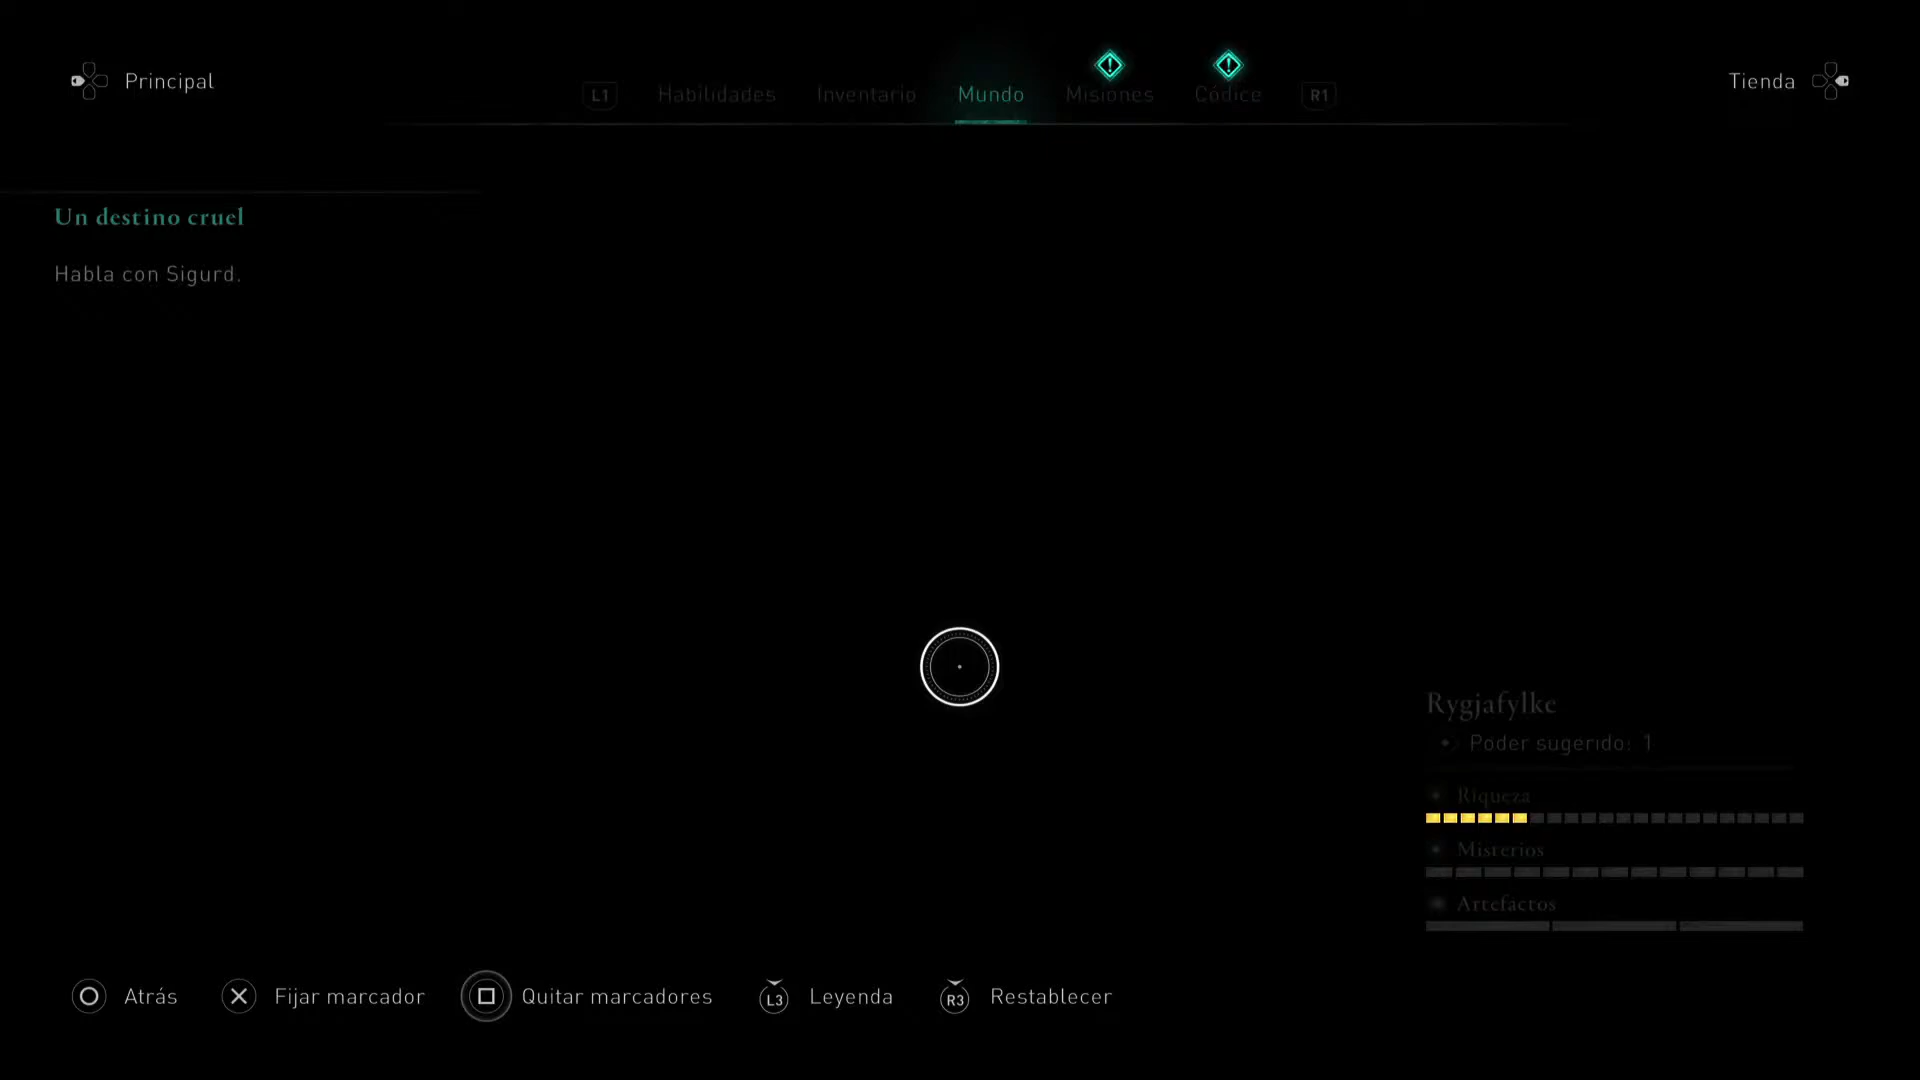 Principal
L1 Habilidades Inventario Mundo Misiones Códice R1
Tienda
Un destino cruel
Habla con Sigurd.
Rygjafylke
Poder sugerido: 1
Riqueza
Misterios
Artefactos
Atrás Fijar marcador Quitar marcadores L3 Leyenda R3 Restablecer